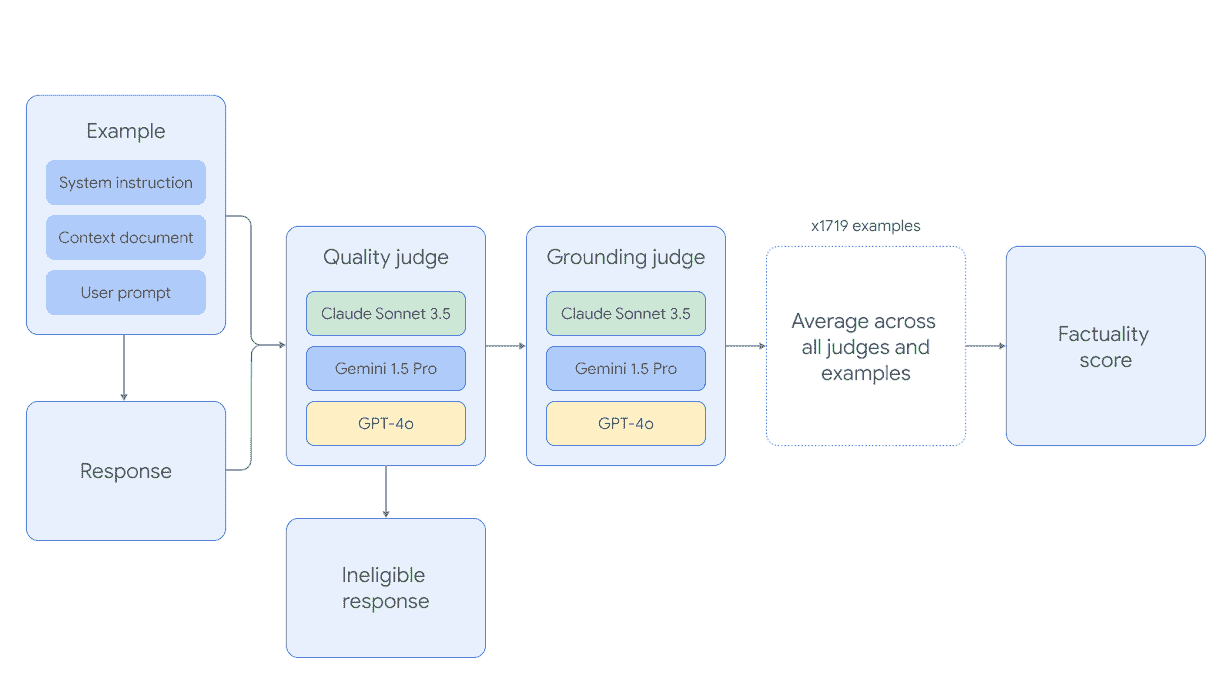 Example
System instruction
Context document
User prompt
Response
Quality judge
Claude Sonnet 3.5
Gemini 1.5 Pro
GPT-4o
Ineligible
response
Grounding judge
Claude Sonnet 3.5
Gemini 1.5 Pro
GPT-4o
x1719 examples
Average across
all judges and
examples
Factuality
score